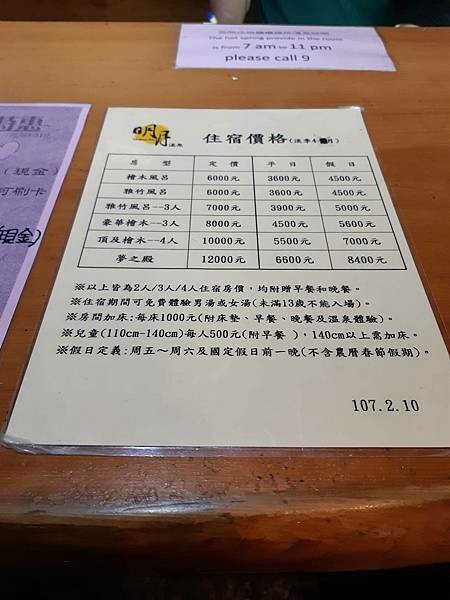 The hot spring provide in the room
is from 7 am to 11 pm
please call 9
惠
(現金)
可刷卡
現金)
明月溫泉 住宿價格(淡季4月)
房 型 定 價 平 日 假 日
檜木風呂 6000元 3600元 4500元
雅竹風呂 6000元 3600元 4500元
雅竹風呂--3人 7000元 3900元 5000元
豪華檜木--3人 8000元 4500元 5600元
頂及檜木--4人 10000元 5500元 7000元
夢之殿 12000元 6600元 8400元
※以上皆為2人/3人/4人住宿房價,均附贈早餐和晚餐。
※住宿期間可免費體驗男湯或女湯(未滿13歲不能入場)。
※房間加床:每床1000元(附床墊、早餐、晚餐及溫泉體驗)。
※兒童(110cm-140cm)每人500元(附早餐 ),140cm以上需加床。
※假日定義:周五～周六及國定假日前一晚(不含農曆春節假期)。
107.2.10